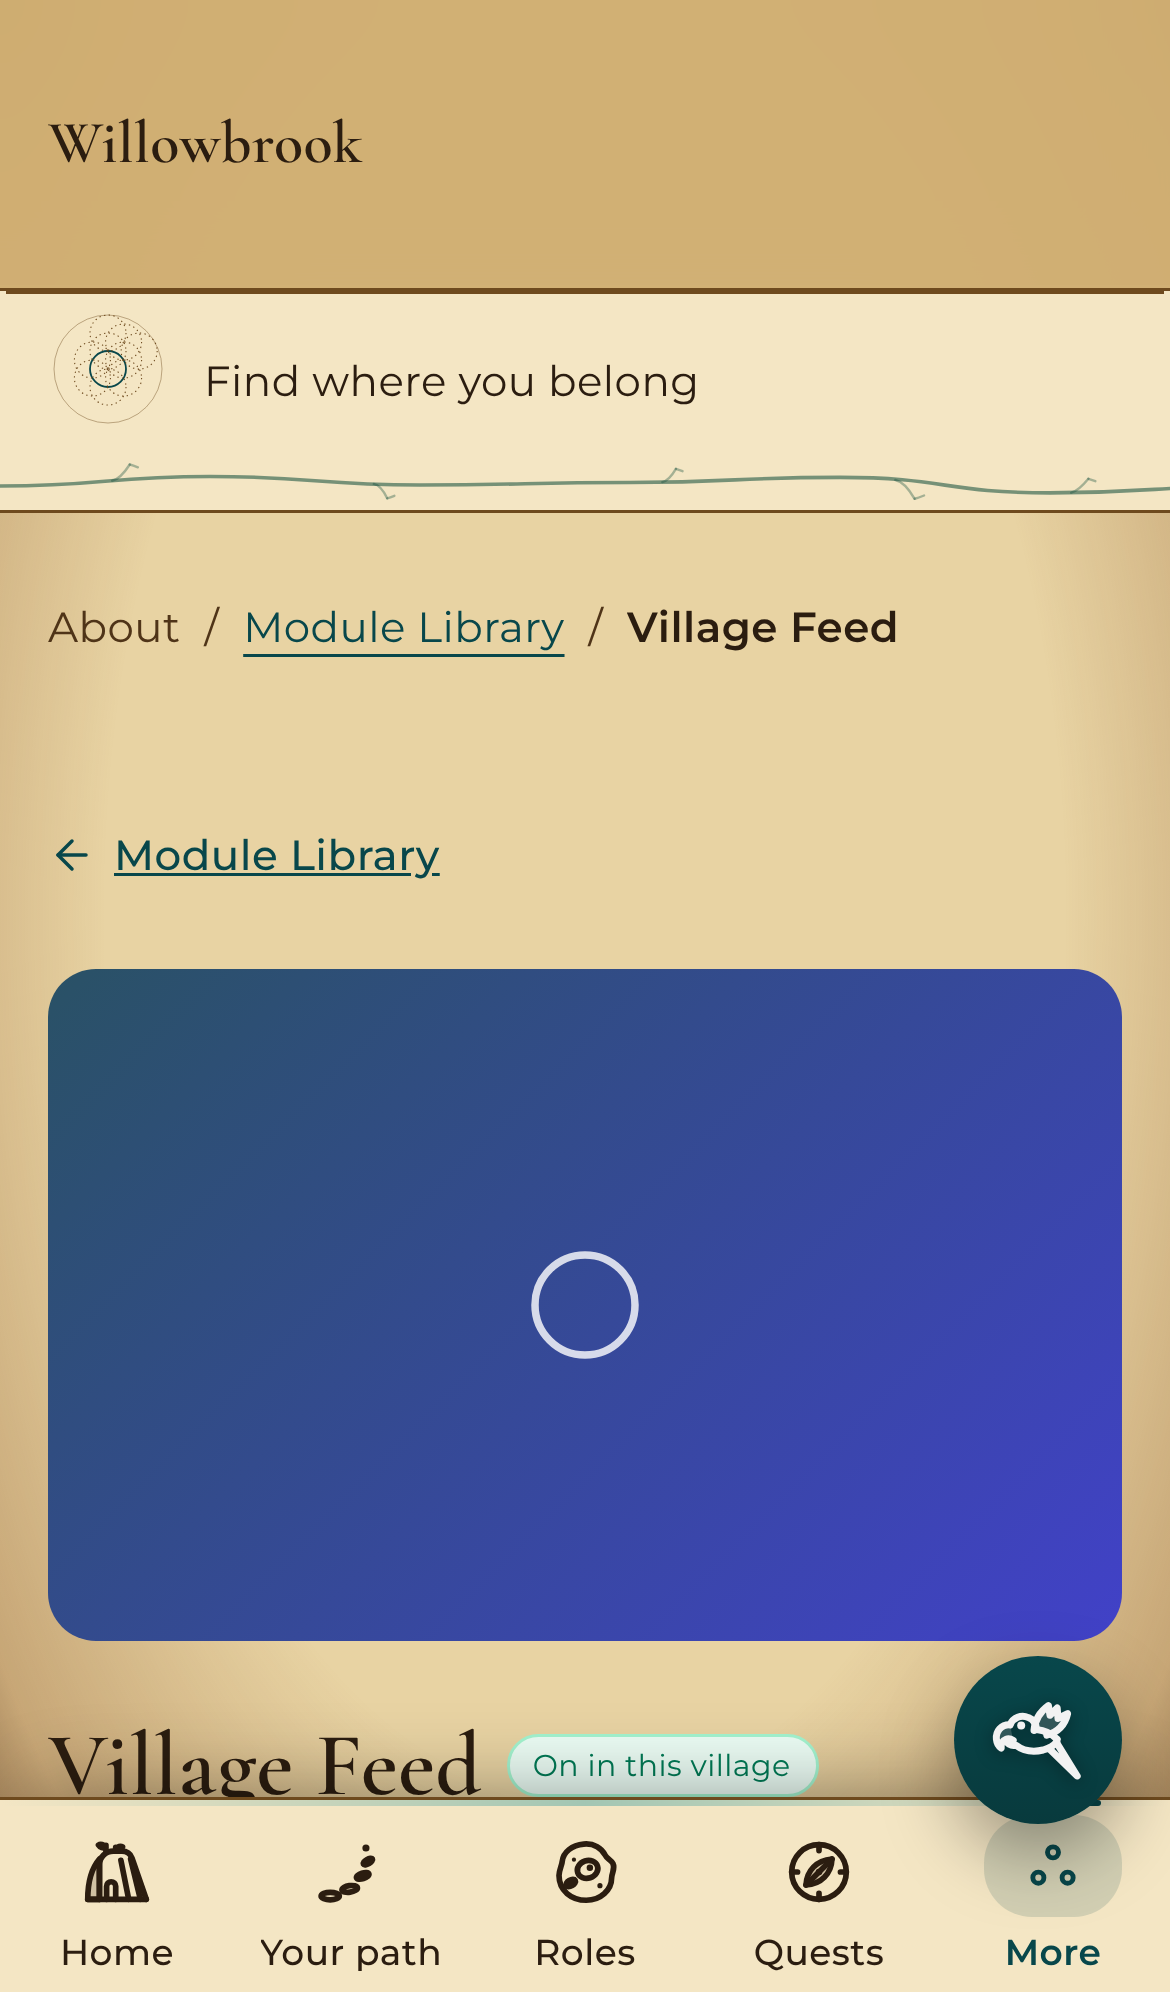 Willowbrook
Find where you belong
About / Module Library / Village Feed
← Module Library
Village Feed On in this village
Home Your path Roles Quests More